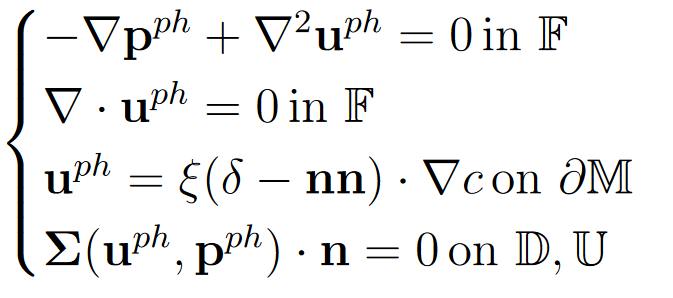 −∇𝐩^{ph} + ∇²𝐮^{ph} = 0 in 𝔽
∇ · 𝐮^{ph} = 0 in 𝔽
𝐮^{ph} = ξ(δ − 𝐧𝐧) · ∇c on ∂𝕄
𝚺(𝐮^{ph}, 𝐩^{ph}) · 𝐧 = 0 on 𝔻, 𝕌